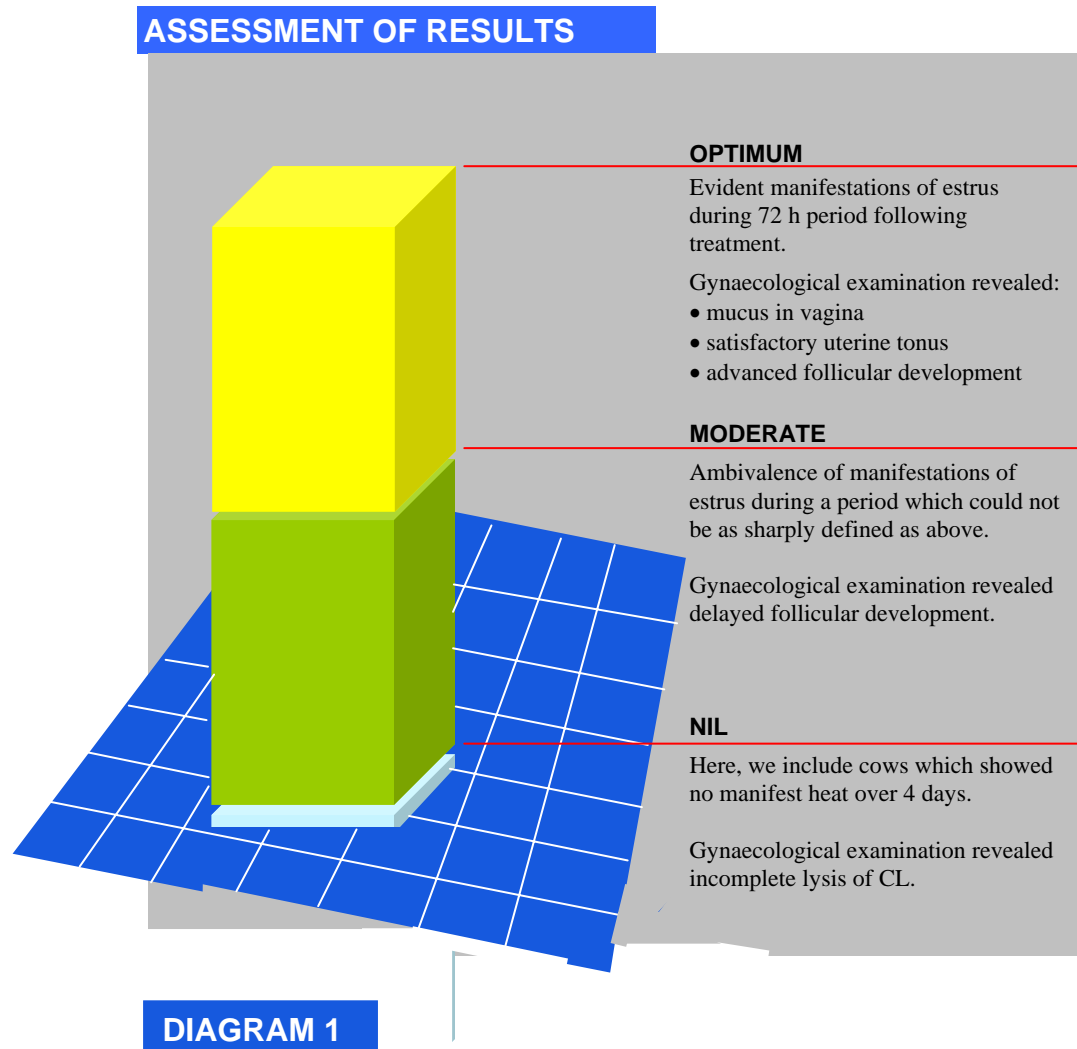 ASSESSMENT OF RESULTS
OPTIMUM
Evident manifestations of estrus
during 72 h period following
treatment.
Gynaecological examination revealed:
• mucus in vagina
• satisfactory uterine tonus
• advanced follicular development
MODERATE
Ambivalence of manifestations of
estrus during a period which could not
be as sharply defined as above.
Gynaecological examination revealed
delayed follicular development.
NIL
Here, we include cows which showed
no manifest heat over 4 days.
Gynaecological examination revealed
incomplete lysis of CL.
DIAGRAM 1